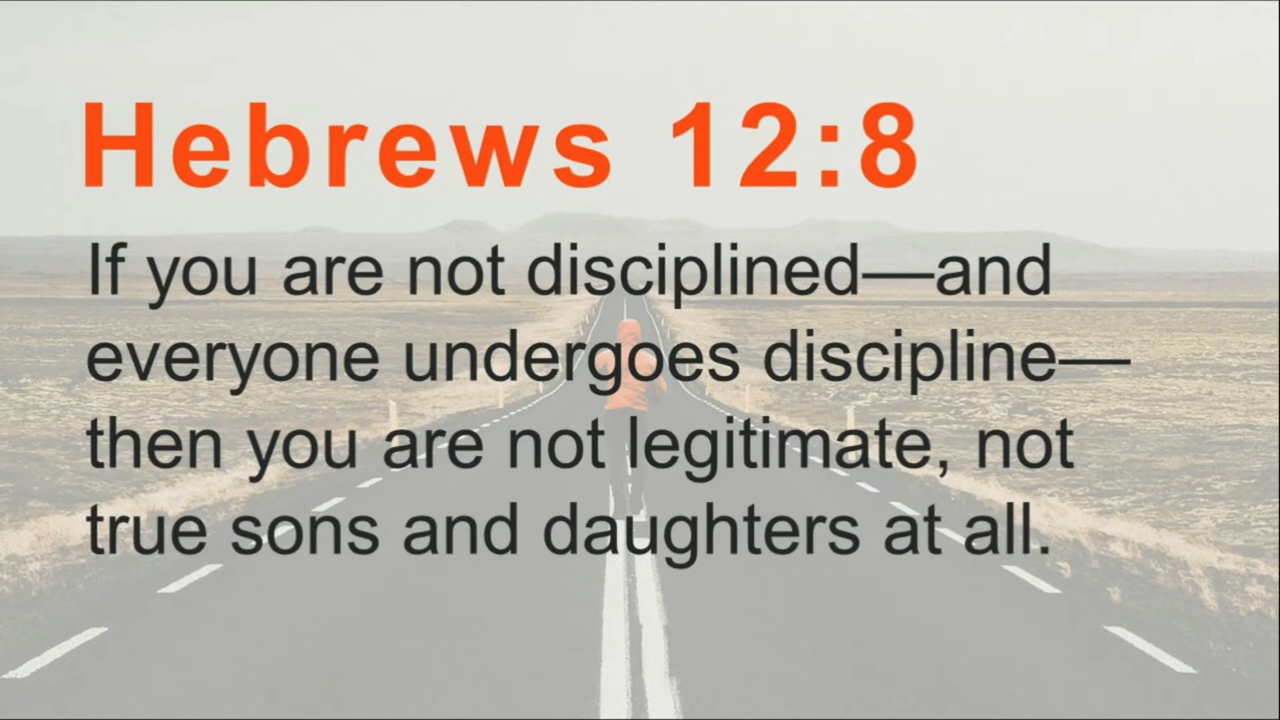 Hebrews 12:8
If you are not disciplined—and
everyone undergoes discipline—
then you are not legitimate, not
true sons and daughters at all.